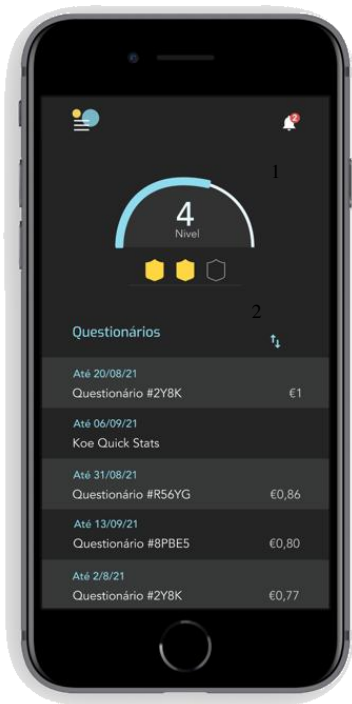 2
1
4
Nivel
2
Questionários
Até 20/08/21
Questionário #2Y8K €1
Até 06/09/21
Koe Quick Stats
Até 31/08/21
Questionário #R56YG €0,86
Até 13/09/21
Questionário #8PBE5 €0,80
Até 2/8/21
Questionário #2Y8K €0,77